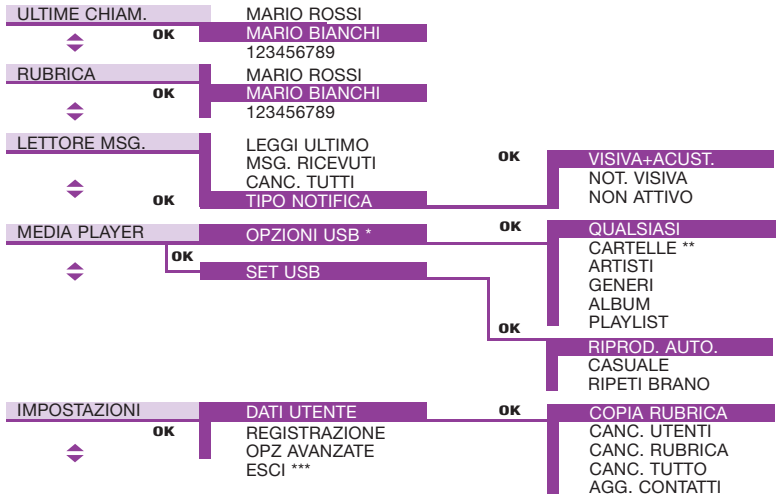 ULTIME CHIAM.
OK
MARIO ROSSI
MARIO BIANCHI
123456789
RUBRICA
OK
MARIO ROSSI
MARIO BIANCHI
123456789
LETTORE MSG.
OK
LEGGI ULTIMO
MSG. RICEVUTI
CANC. TUTTI
TIPO NOTIFICA
OK
VISIVA+ACUST.
NOT. VISIVA
NON ATTIVO
MEDIA PLAYER
OK
OPZIONI USB *
SET USB
OK
QUALSIASI
CARTELLE **
ARTISTI
GENERI
ALBUM
PLAYLIST
OK
RIPROD. AUTO.
CASUALE
RIPETI BRANO
IMPOSTAZIONI
OK
DATI UTENTE
REGISTRAZIONE
OPZ AVANZATE
ESCI ***
OK
COPIA RUBRICA
CANC. UTENTI
CANC. RUBRICA
CANC. TUTTO
AGG. CONTATTI